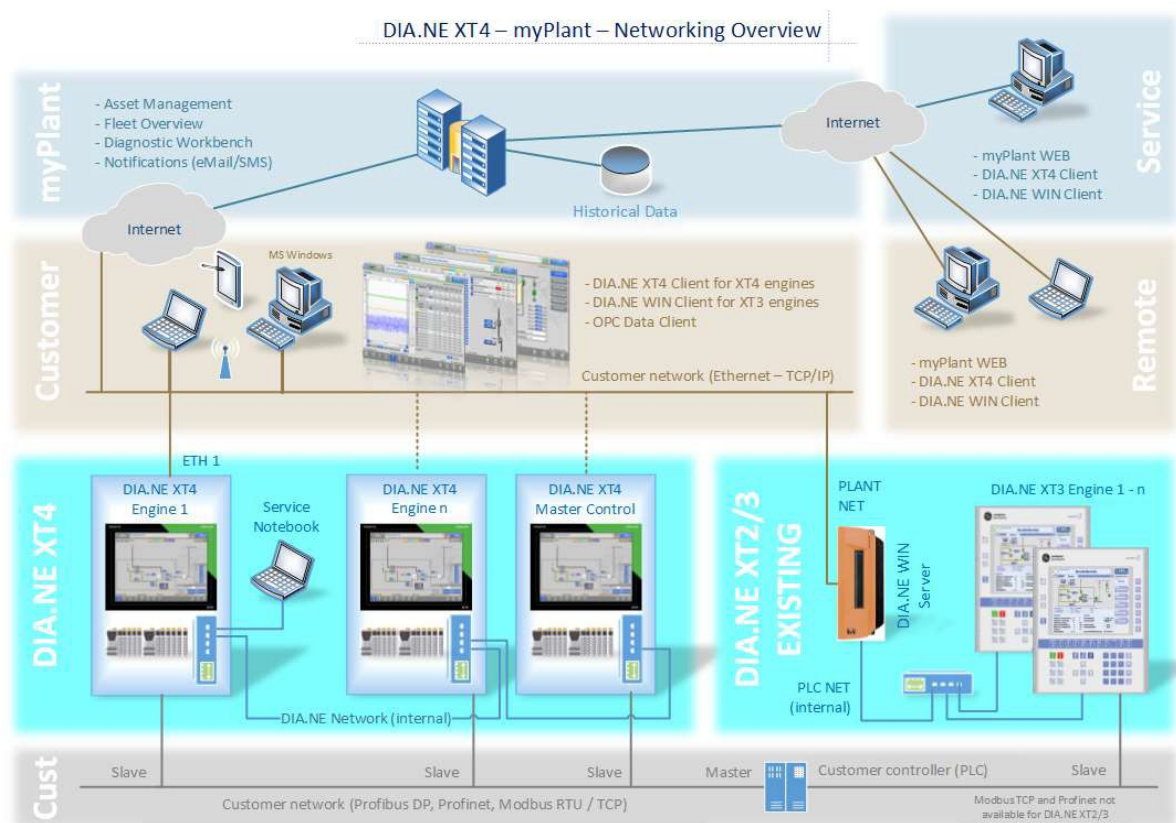 DIA.NE XT4 – myPlant – Networking Overview
myPlant
- Asset Management
- Fleet Overview
- Diagnostic Workbench
- Notifications (eMail/SMS)
Historical Data
Internet
Internet
Service
- myPlant WEB
- DIA.NE XT4 Client
- DIA.NE WIN Client
Customer
MS Windows
- DIA.NE XT4 Client for XT4 engines
- DIA.NE WIN Client for XT3 engines
- OPC Data Client
Customer network (Ethernet – TCP/IP)
Remote
- myPlant WEB
- DIA.NE XT4 Client
- DIA.NE WIN Client
DIA.NE XT4
ETH 1
DIA.NE XT4
Engine 1
Service
Notebook
DIA.NE XT4
Engine n
DIA.NE XT4
Master Control
DIA.NE Network (internal)
DIA.NE XT2/3
EXISTING
PLANT
NET
DIA.NE WIN
Server
DIA.NE XT3 Engine 1 - n
PLC NET
(internal)
Cust
Slave
Slave
Slave
Master
Customer controller (PLC)
Slave
Customer network (Profibus DP, Profinet, Modbus RTU / TCP)
Modbus TCP and Profinet not
available for DIA.NE XT2/3